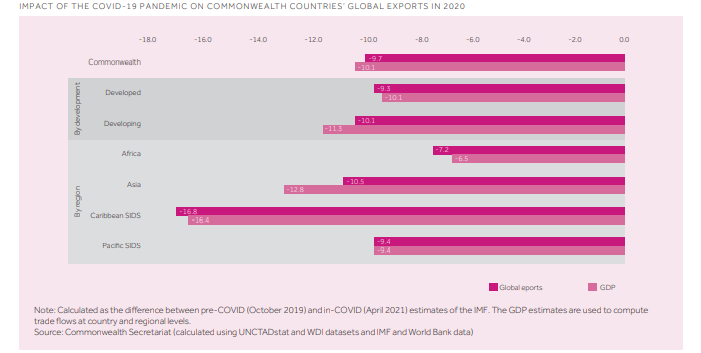 IMPACT OF THE COVID-19 PANDEMIC ON COMMONWEALTH COUNTRIES' GLOBAL EXPORTS IN 2020
-18.0 -16.0 -14.0 -12.0 -10.0 -8.0 -6.0 -4.0 -2.0 0.0
Commonwealth -9.7
-10.1
By development
Developed -9.3
-10.1
Developing -10.1
-11.3
By region
Africa -7.2
-6.5
Asia -10.5
-12.8
Caribbean SIDS -16.8
-16.4
Pacific SIDS -9.4
-9.4
Global eports GDP
Note: Calculated as the difference between pre-COVID (October 2019) and in-COVID (April 2021) estimates of the IMF. The GDP estimates are used to compute
trade flows at country and regional levels.
Source: Commonwealth Secretariat (calculated using UNCTADstat and WDI datasets and IMF and World Bank data)